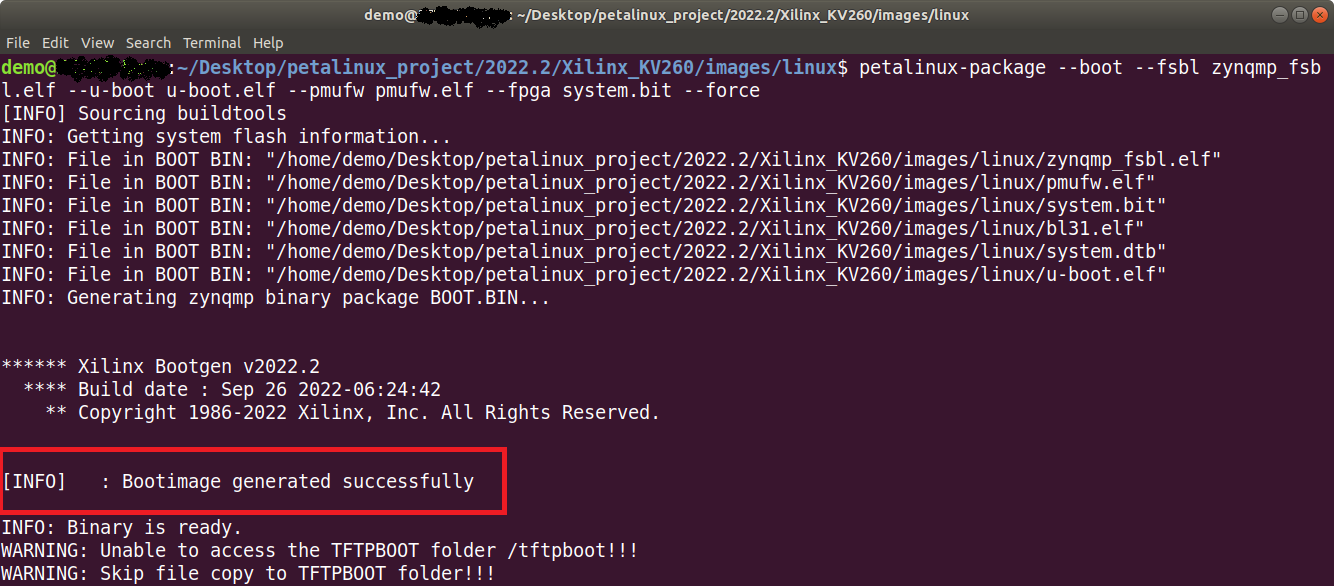 demo@ : ~/Desktop/petalinux_project/2022.2/Xilinx_KV260/images/linux
File Edit View Search Terminal Help
demo@ :~/Desktop/petalinux_project/2022.2/Xilinx_KV260/images/linux$ petalinux-package --boot --fsbl zynqmp_fsb
l.elf --u-boot u-boot.elf --pmufw pmufw.elf --fpga system.bit --force
[INFO] Sourcing buildtools
INFO: Getting system flash information...
INFO: File in BOOT BIN: "/home/demo/Desktop/petalinux_project/2022.2/Xilinx_KV260/images/linux/zynqmp_fsbl.elf"
INFO: File in BOOT BIN: "/home/demo/Desktop/petalinux_project/2022.2/Xilinx_KV260/images/linux/pmufw.elf"
INFO: File in BOOT BIN: "/home/demo/Desktop/petalinux_project/2022.2/Xilinx_KV260/images/linux/system.bit"
INFO: File in BOOT BIN: "/home/demo/Desktop/petalinux_project/2022.2/Xilinx_KV260/images/linux/bl31.elf"
INFO: File in BOOT BIN: "/home/demo/Desktop/petalinux_project/2022.2/Xilinx_KV260/images/linux/system.dtb"
INFO: File in BOOT BIN: "/home/demo/Desktop/petalinux_project/2022.2/Xilinx_KV260/images/linux/u-boot.elf"
INFO: Generating zynqmp binary package BOOT.BIN...
****** Xilinx Bootgen v2022.2
**** Build date : Sep 26 2022-06:24:42
** Copyright 1986-2022 Xilinx, Inc. All Rights Reserved.
[INFO] : Bootimage generated successfully
INFO: Binary is ready.
WARNING: Unable to access the TFTPBOOT folder /tftpboot!!!
WARNING: Skip file copy to TFTPBOOT folder!!!